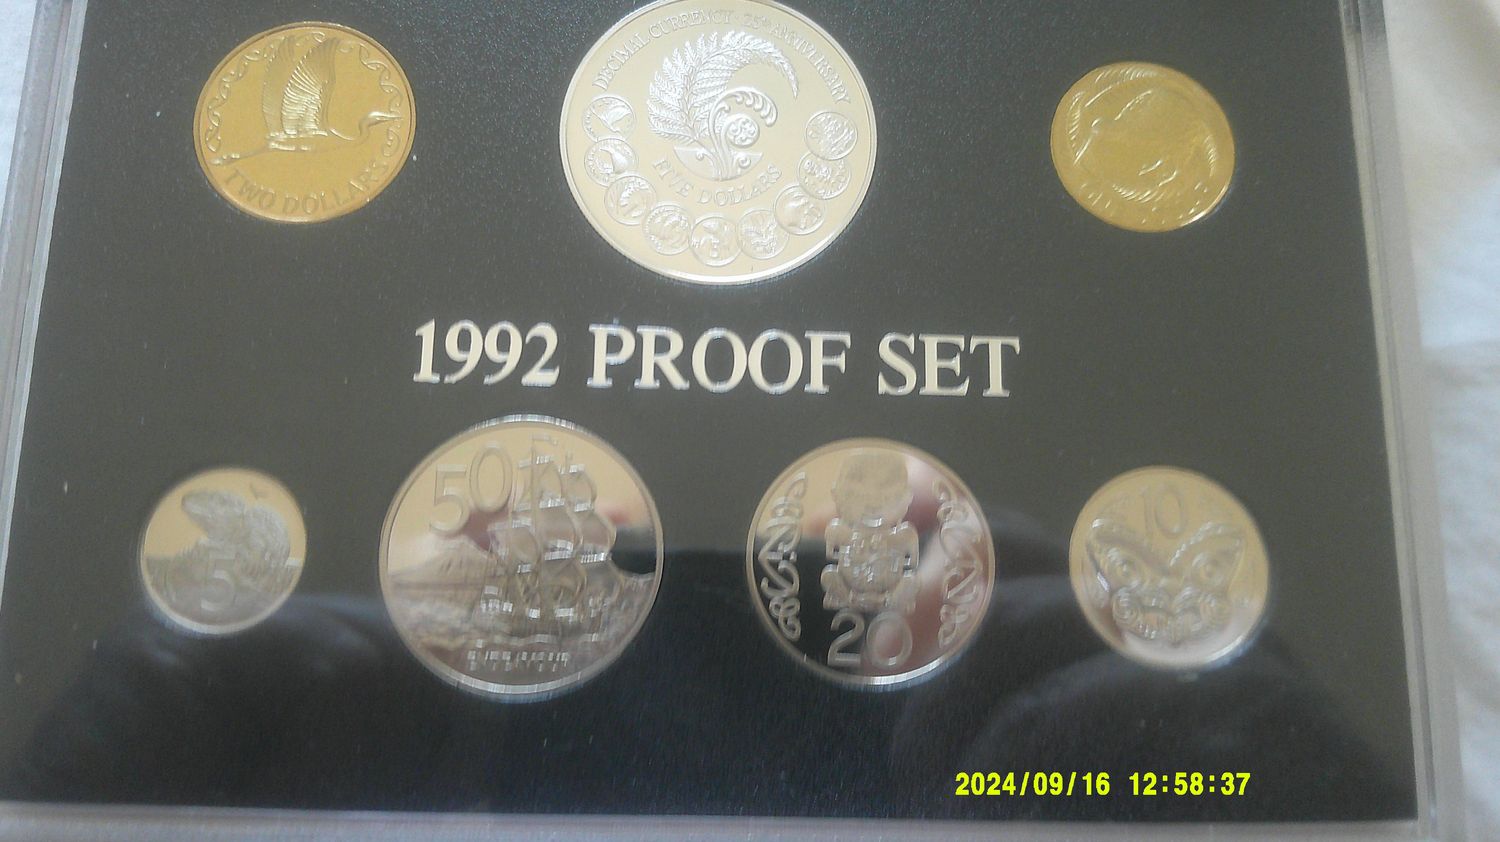 DECIMAL CURRENCY · 25th ANNIVERSARY
FIVE DOLLARS
TWO DOLLARS
1992 PROOF SET
5
50
20
10
2024/09/16 12:58:37